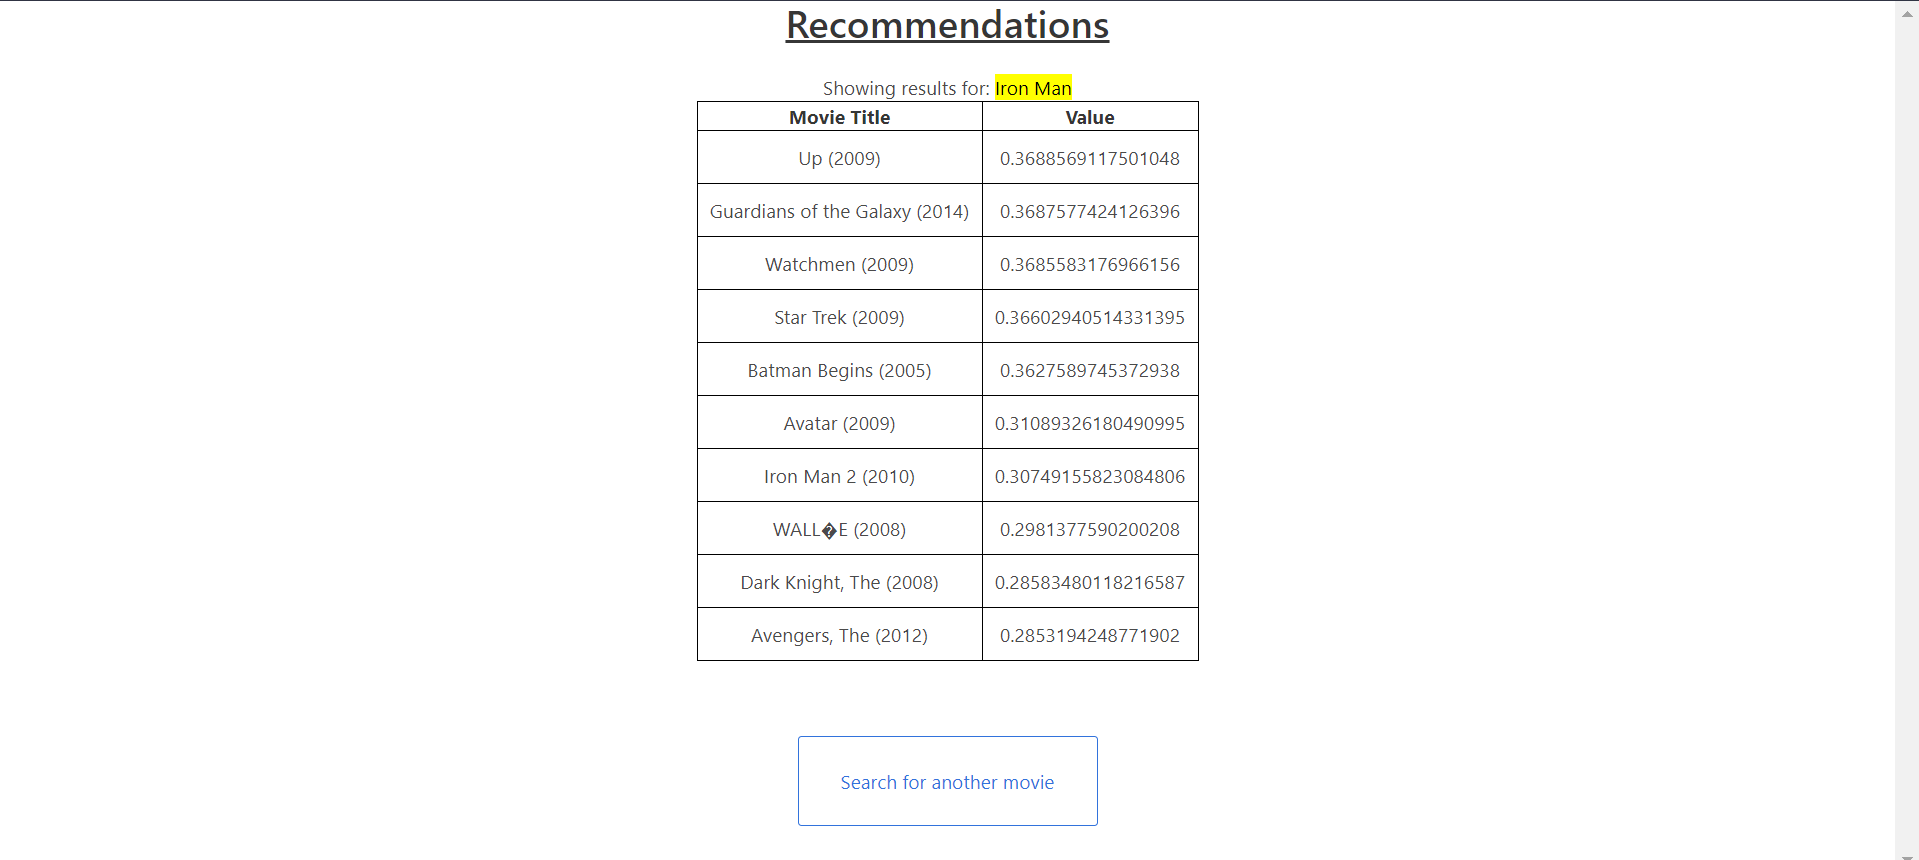 Recommendations
Showing results for: Iron Man
Movie Title Value
Up (2009) 0.3688569117501048
Guardians of the Galaxy (2014) 0.3687577424126396
Watchmen (2009) 0.3685583176966156
Star Trek (2009) 0.36602940514331395
Batman Begins (2005) 0.3627589745372938
Avatar (2009) 0.31089326180490995
Iron Man 2 (2010) 0.30749155823084806
WALL�E (2008) 0.2981377590200208
Dark Knight, The (2008) 0.28583480118216587
Avengers, The (2012) 0.2853194248771902
Search for another movie